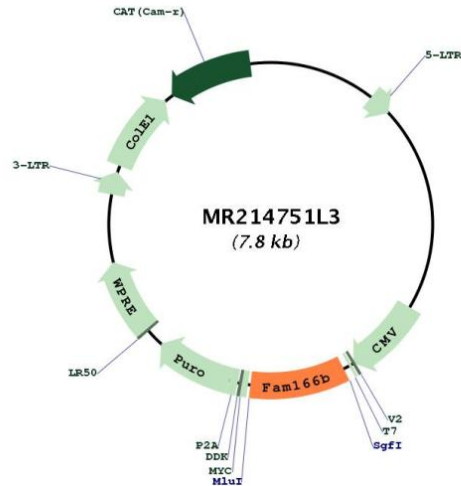 CAT(Cam-r)
5-LTR
ColE1
3-LTR
MR214751L3
(7.8 kb)
WPRE
CMV
LR50
Puro
Fam166b
V2
T7
SgfI
P2A
DDK
MYC
MluI